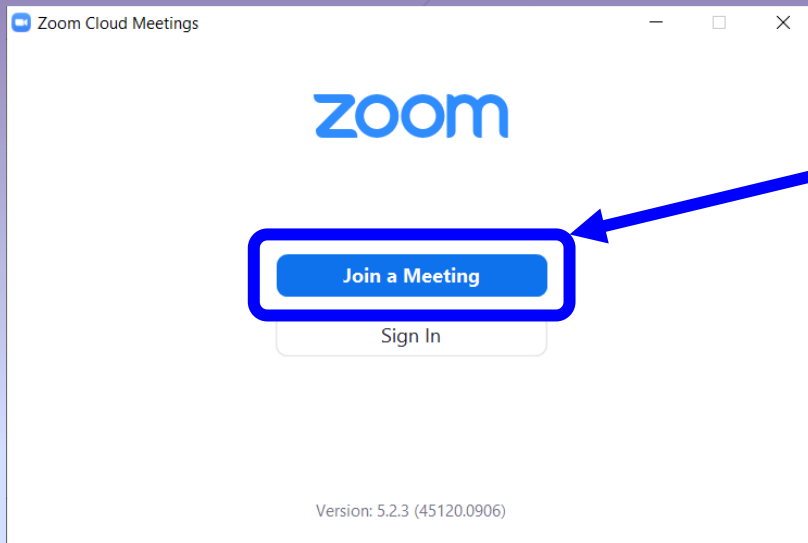 Zoom Cloud Meetings
zoom
Join a Meeting
Sign In
Version: 5.2.3 (45120.0906)